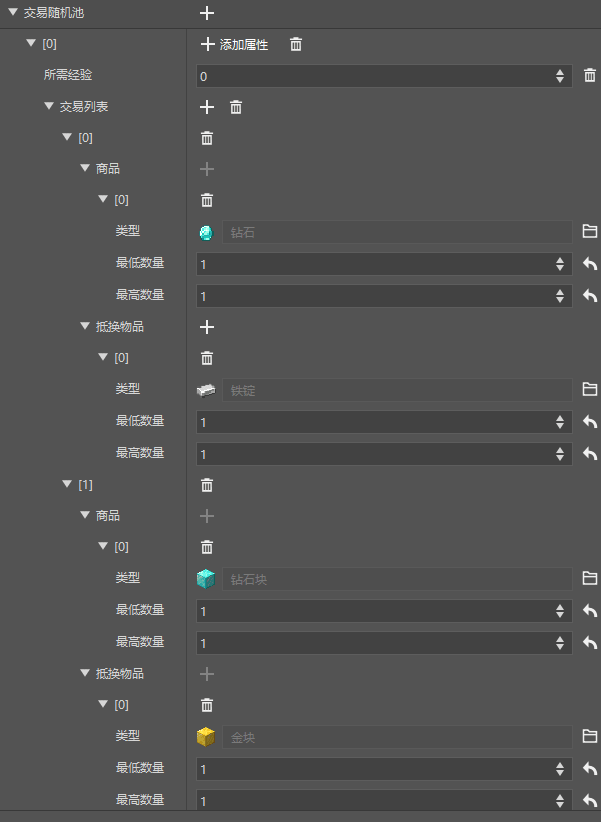 交易随机池
[0] 添加属性
所需经验 0
交易列表
[0]
商品
[0]
类型 钻石
最低数量 1
最高数量 1
抵换物品
[0]
类型 铁锭
最低数量 1
最高数量 1
[1]
商品
[0]
类型 钻石块
最低数量 1
最高数量 1
抵换物品
[0]
类型 金块
最低数量 1
最高数量 1